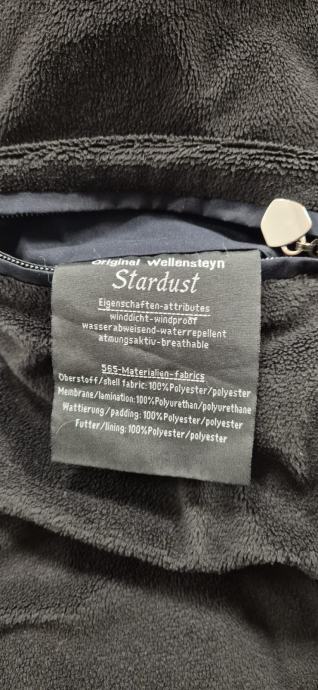 original Wellensteyn
Stardust
Eigenschaften-attributes
winddicht-windproof
wasserabweisend-waterrepellent
atmungsaktiv-breathable
565-Materialien-fabrics
Oberstoff/shell fabric: 100%Polyester/polyester
Membrane/lamination:100%Polyurethan/polyurethane
Wattierung/padding: 100%Polyester/polyester
Futter/lining: 100%Polyester/polyester